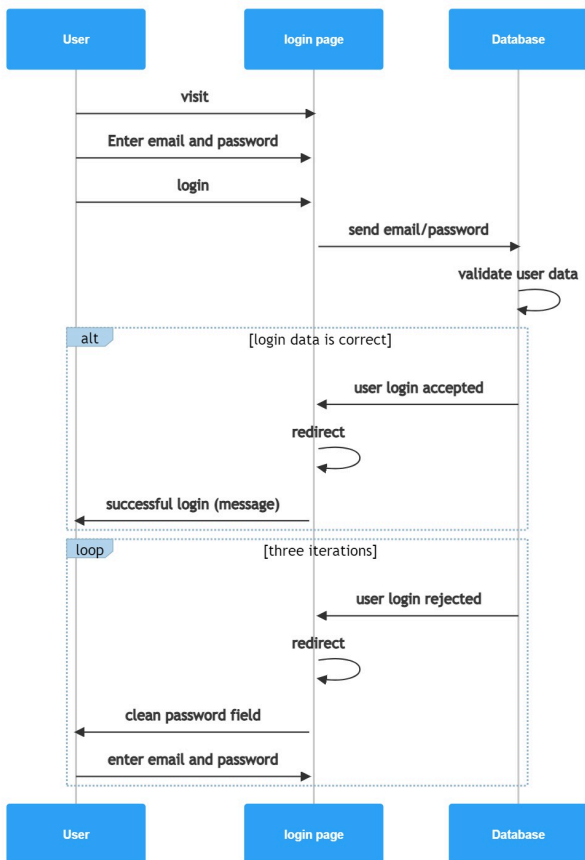 User login page Database
visit
Enter email and password
login
send email/password
validate user data
alt [login data is correct]
user login accepted
redirect
successful login (message)
loop [three iterations]
user login rejected
redirect
clean password field
enter email and password
User login page Database